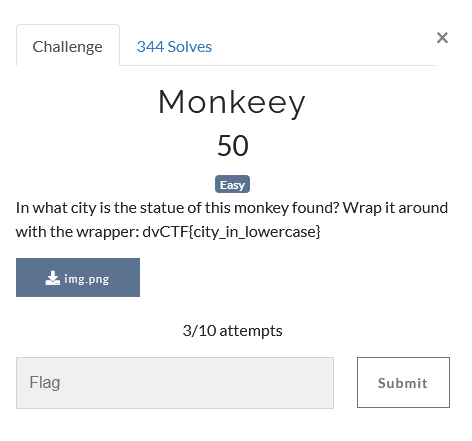 Challenge
344 Solves
×
Monkeey
50
Easy
In what city is the statue of this monkey found? Wrap it around
with the wrapper: dvCTF{city_in_lowercase}
img.png
3/10 attempts
Flag
Submit